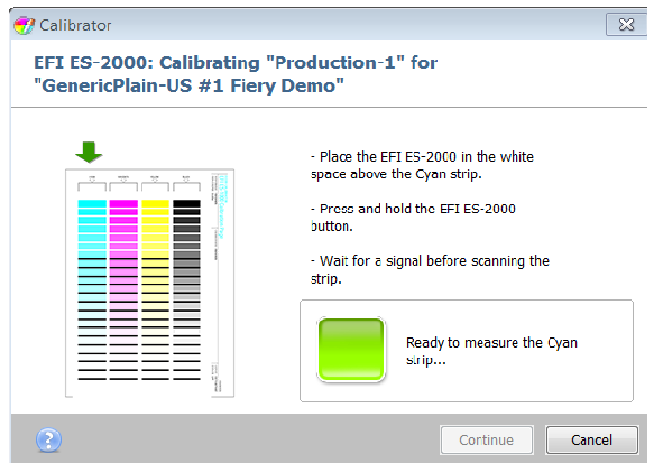 Calibrator
EFI ES-2000: Calibrating "Production-1" for
"GenericPlain-US #1 Fiery Demo"
- Place the EFI ES-2000 in the white
space above the Cyan strip.
- Press and hold the EFI ES-2000
button.
- Wait for a signal before scanning the
strip.
Ready to measure the Cyan
strip...
?
Continue
Cancel